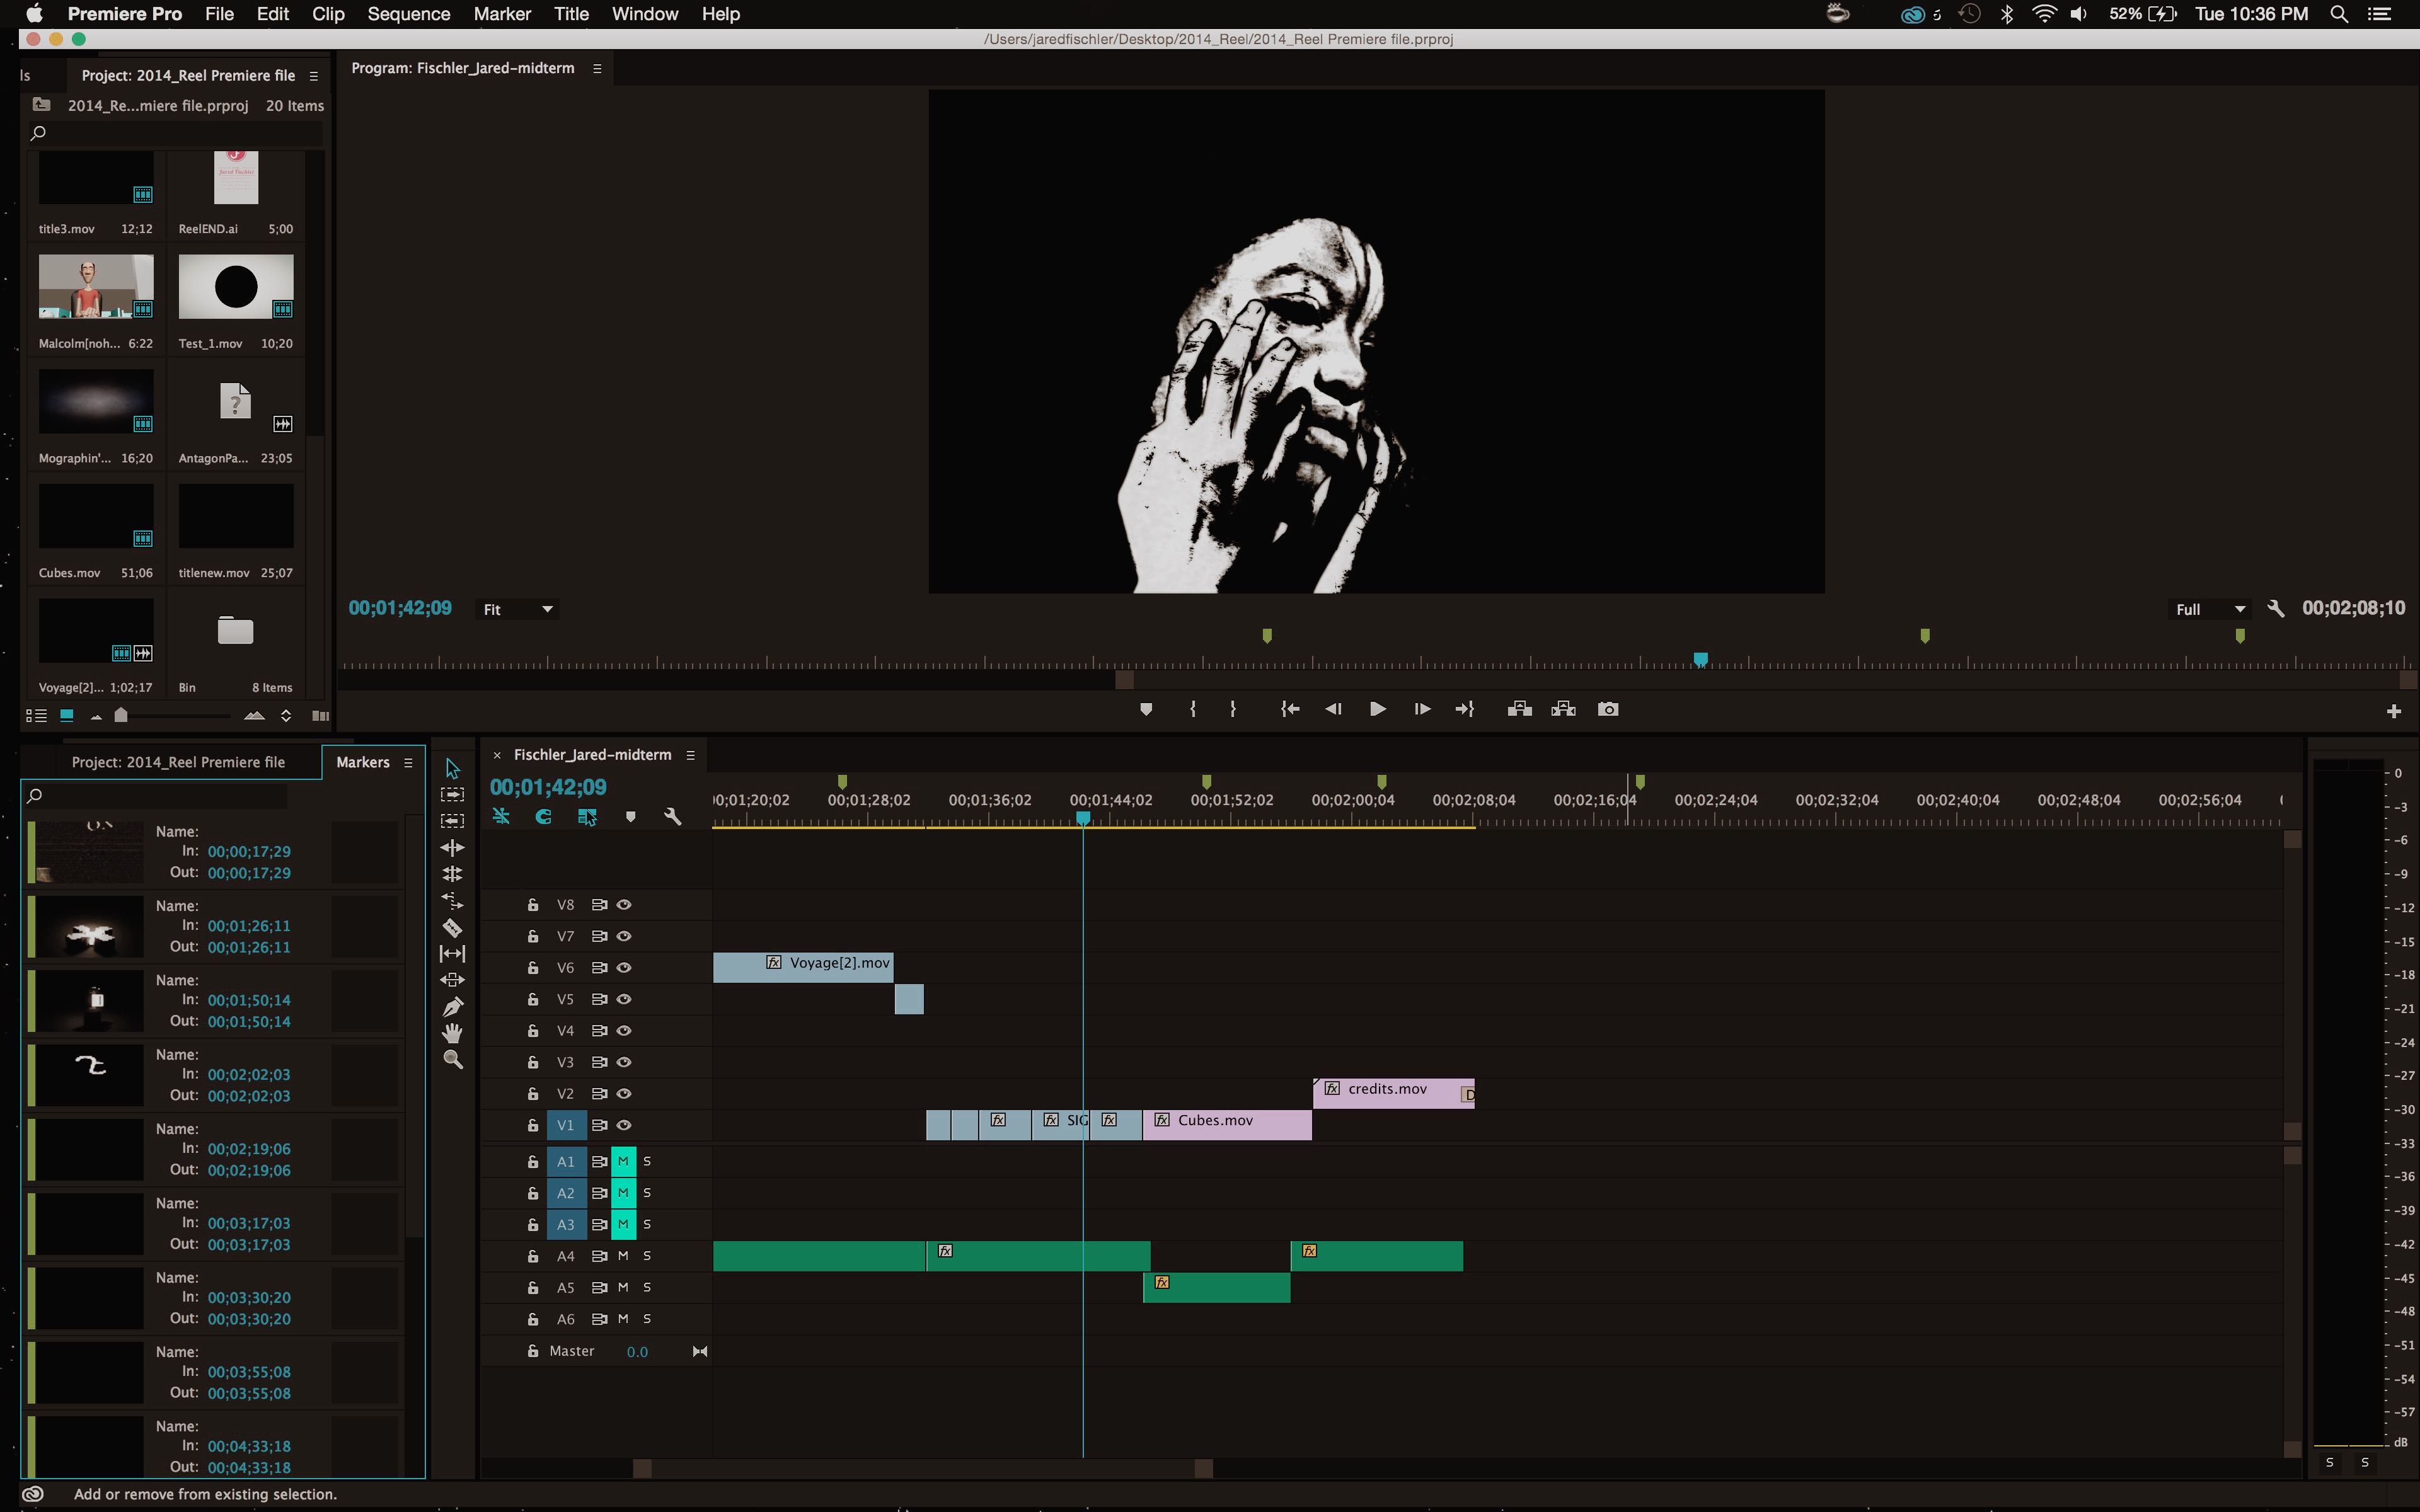 Premiere Pro File Edit Clip Sequence Marker Title Window Help 5 52% Tue 10:36 PM
/Users/jaredfischler/Desktop/2014_Reel/2014_Reel Premiere file.prproj
ls Project: 2014_Reel Premiere file
2014_Re...miere file.prproj 20 Items
title3.mov 12;12 ReelEND.ai 5;00
Jared Fischler
Malcolm[noh... 6:22 Test_1.mov 10;20
Mographin'... 16;20 AntagonPa... 23;05
Cubes.mov 51;06 titlenew.mov 25;07
Voyage[2]... 1;02;17 Bin 8 Items
Program: Fischler_Jared-midterm
00;01;42;09 Fit Full 00;02;08;10
Project: 2014_Reel Premiere file Markers
Name:
In: 00;00;17;29
Out: 00;00;17;29
Name:
In: 00;01;26;11
Out: 00;01;26;11
Name:
In: 00;01;50;14
Out: 00;01;50;14
Name:
In: 00;02;02;03
Out: 00;02;02;03
Name:
In: 00;02;19;06
Out: 00;02;19;06
Name:
In: 00;03;17;03
Out: 00;03;17;03
Name:
In: 00;03;30;20
Out: 00;03;30;20
Name:
In: 00;03;55;08
Out: 00;03;55;08
Name:
In: 00;04;33;18
Out: 00;04;33;18
× Fischler_Jared-midterm
00;01;42;09
00;01;20;02 00;01;28;02 00;01;36;02 00;01;44;02 00;01;52;02 00;02;00;04 00;02;08;04 00;02;16;04 00;02;24;04 00;02;32;04 00;02;40;04 00;02;48;04 00;02;56;04
V8
V7
V6 fx Voyage[2].mov
V5
V4
V3
V2 fx credits.mov D
V1 fx fx SIG fx fx Cubes.mov
A1 M S
A2 M S
A3 M S
A4 M S fx fx
A5 M S fx
A6 M S
Master 0.0
0
-3
-6
-9
-12
-15
-18
-21
-24
-27
-30
-33
-36
-39
-42
-45
-48
-51
-54
-57
dB
S S
Add or remove from existing selection.